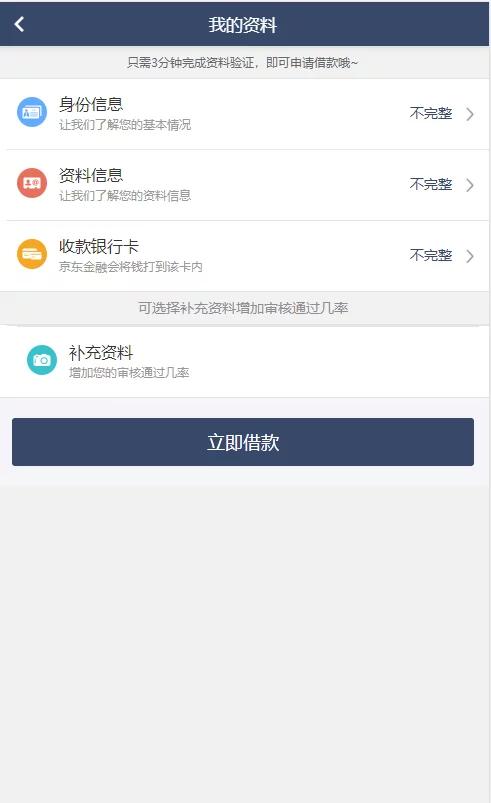 我的资料
只需3分钟完成资料验证，即可申请借款哦~
身份信息
让我们了解您的基本情况
不完整
资料信息
让我们了解您的资料信息
不完整
收款银行卡
京东金融会将钱打到该卡内
不完整
可选择补充资料增加审核通过几率
补充资料
增加您的审核通过几率
立即借款